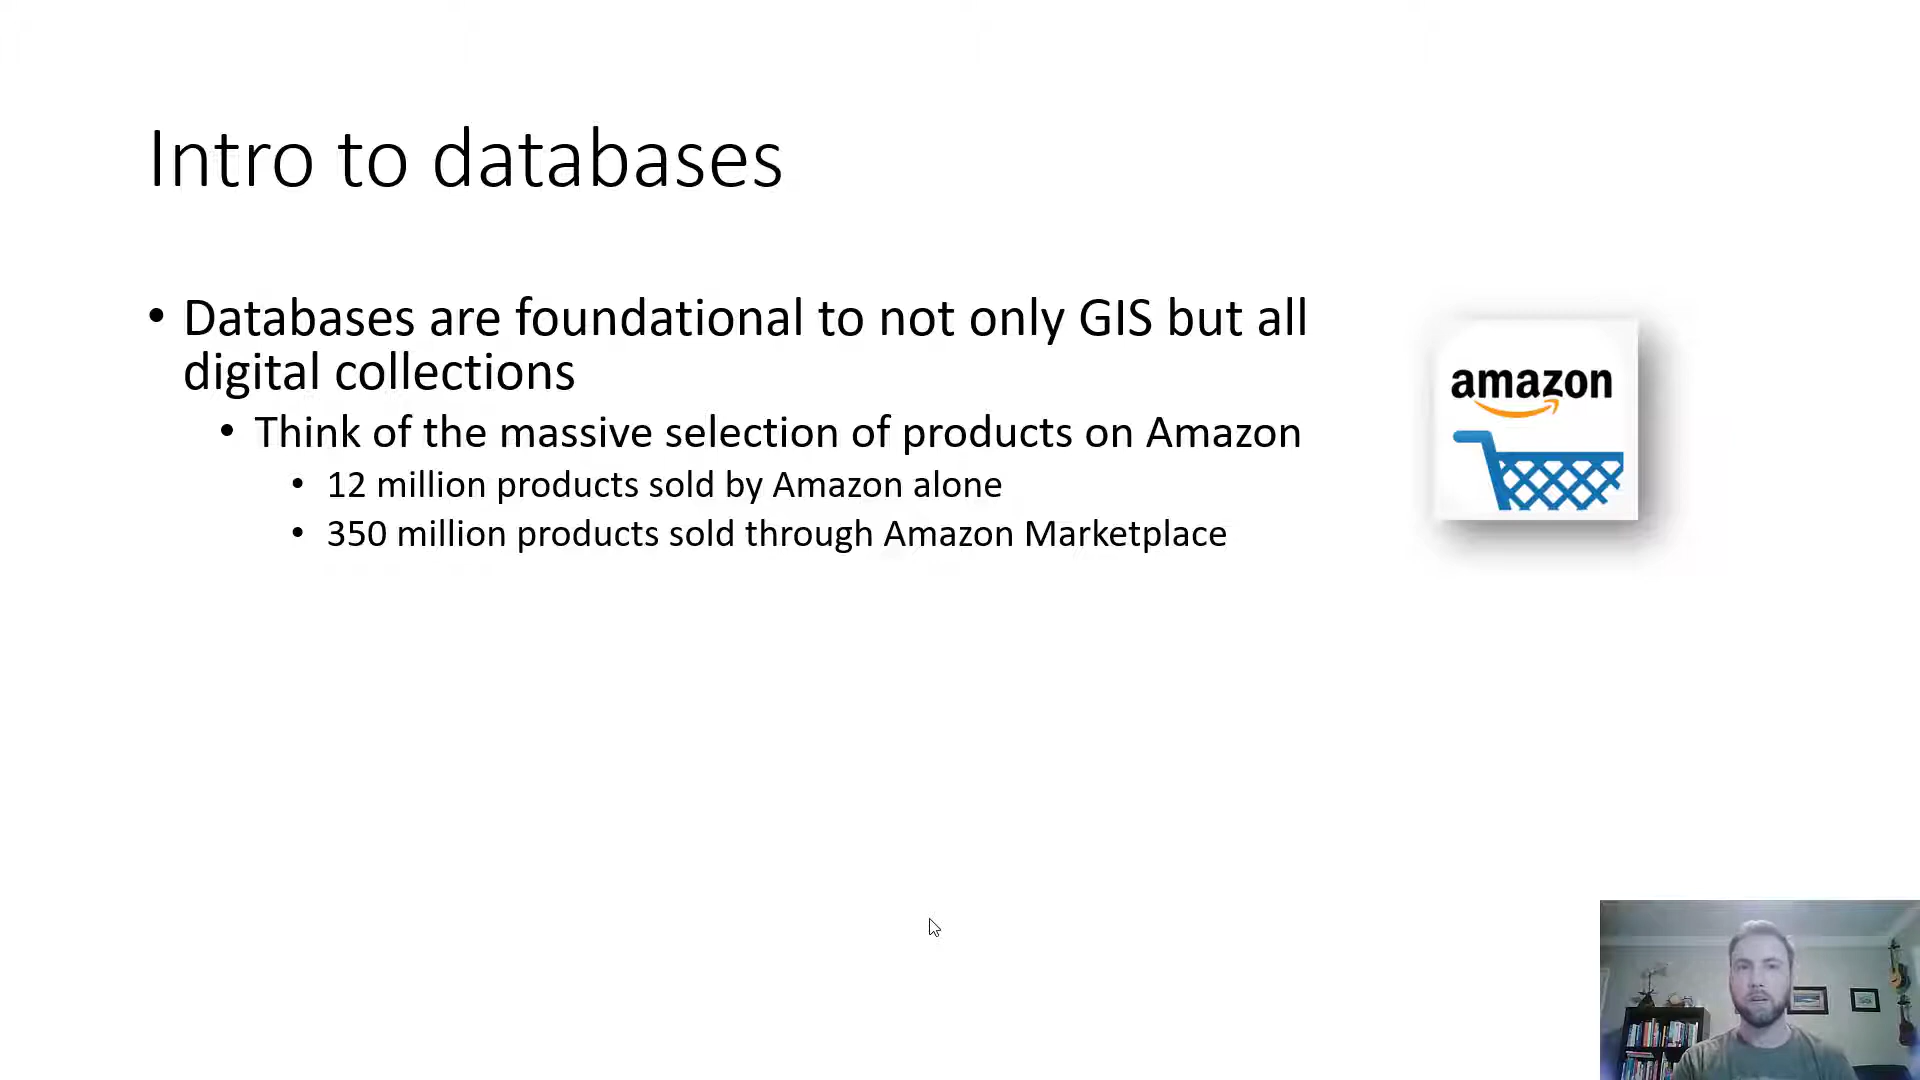 Intro to databases
• Databases are foundational to not only GIS but all
digital collections
• Think of the massive selection of products on Amazon
• 12 million products sold by Amazon alone
• 350 million products sold through Amazon Marketplace
amazon